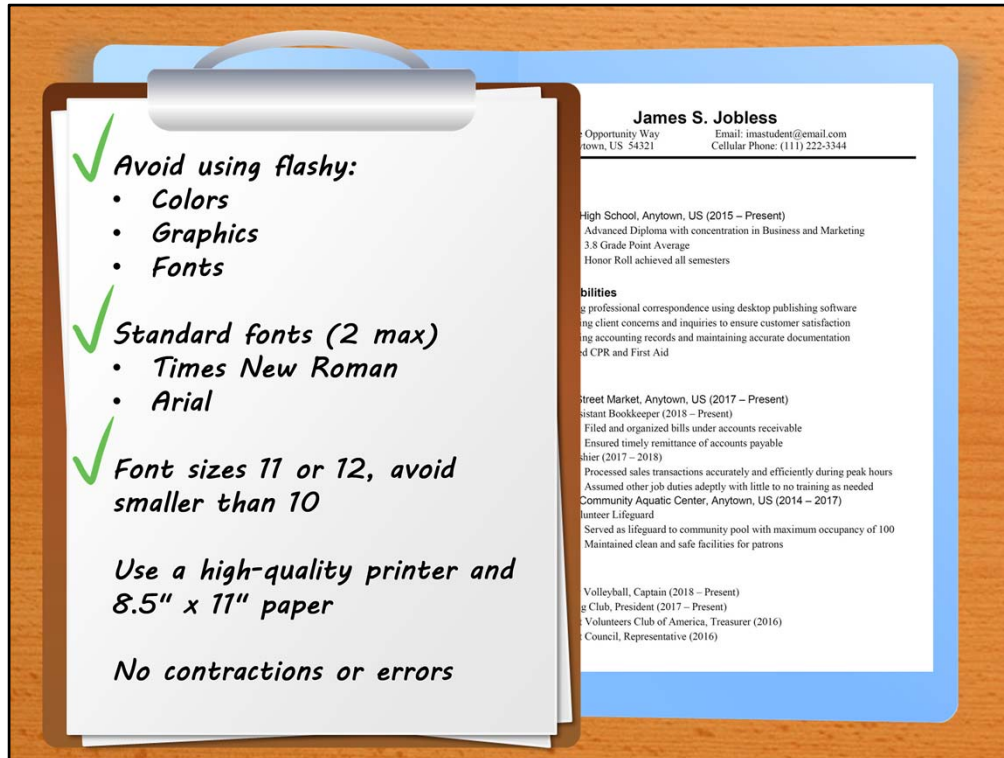 Avoid using flashy:
• Colors
• Graphics
• Fonts
Standard fonts (2 max)
• Times New Roman
• Arial
Font sizes 11 or 12, avoid
smaller than 10
Use a high-quality printer and
8.5" x 11" paper
No contractions or errors
James S. Jobless
Opportunity Way Email: imastudent@email.com
US 54321 Cellular Phone: (111) 222-3344
High School, Anytown, US (2015 – Present)
Advanced Diploma with concentration in Business and Marketing
3.8 Grade Point Average
Honor Roll achieved all semesters
professional correspondence using desktop publishing software
client concerns and inquiries to ensure customer satisfaction
accounting records and maintaining accurate documentation
CPR and First Aid
Street Market, Anytown, US (2017 – Present)
Bookkeeper (2018 – Present)
Filed and organized bills under accounts receivable
Ensured timely remittance of accounts payable
(2017 – 2018)
Processed sales transactions accurately and efficiently during peak hours
Assumed other job duties adeptly with little to no training as needed
Community Aquatic Center, Anytown, US (2014 – 2017)
Lifeguard
Served as lifeguard to community pool with maximum occupancy of 100
Maintained clean and safe facilities for patrons
Volleyball, Captain (2018 – Present)
Club, President (2017 – Present)
Volunteers Club of America, Treasurer (2016)
Council, Representative (2016)